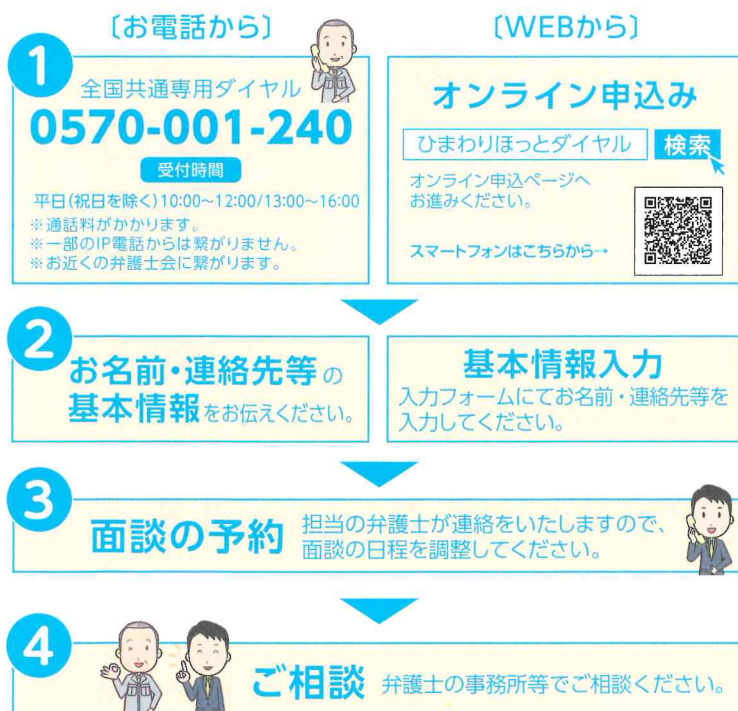 〔お電話から〕
1
全国共通専用ダイヤル
0570-001-240
受付時間
平日(祝日を除く)10:00~12:00/13:00~16:00
※通話料がかかります。
※一部のIP電話からは繋がりません。
※お近くの弁護士会に繋がります。
〔WEBから〕
オンライン申込み
ひまわりほっとダイヤル 検索
オンライン申込ページへ
お進みください。
スマートフォンはこちらから→
2
お名前・連絡先等の
基本情報をお伝えください。
基本情報入力
入力フォームにてお名前・連絡先等を
入力してください。
3
面談の予約
担当の弁護士が連絡をいたしますので、
面談の日程を調整してください。
4
ご相談 弁護士の事務所等でご相談ください。